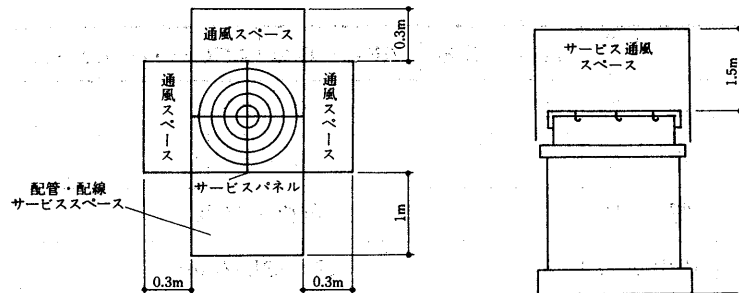 通風スペース
0.3m
通風スペース
通風スペース
サービスパネル
配管・配線
サービススペース
1m
0.3m
0.3m
サービス通風
スペース
1.5m